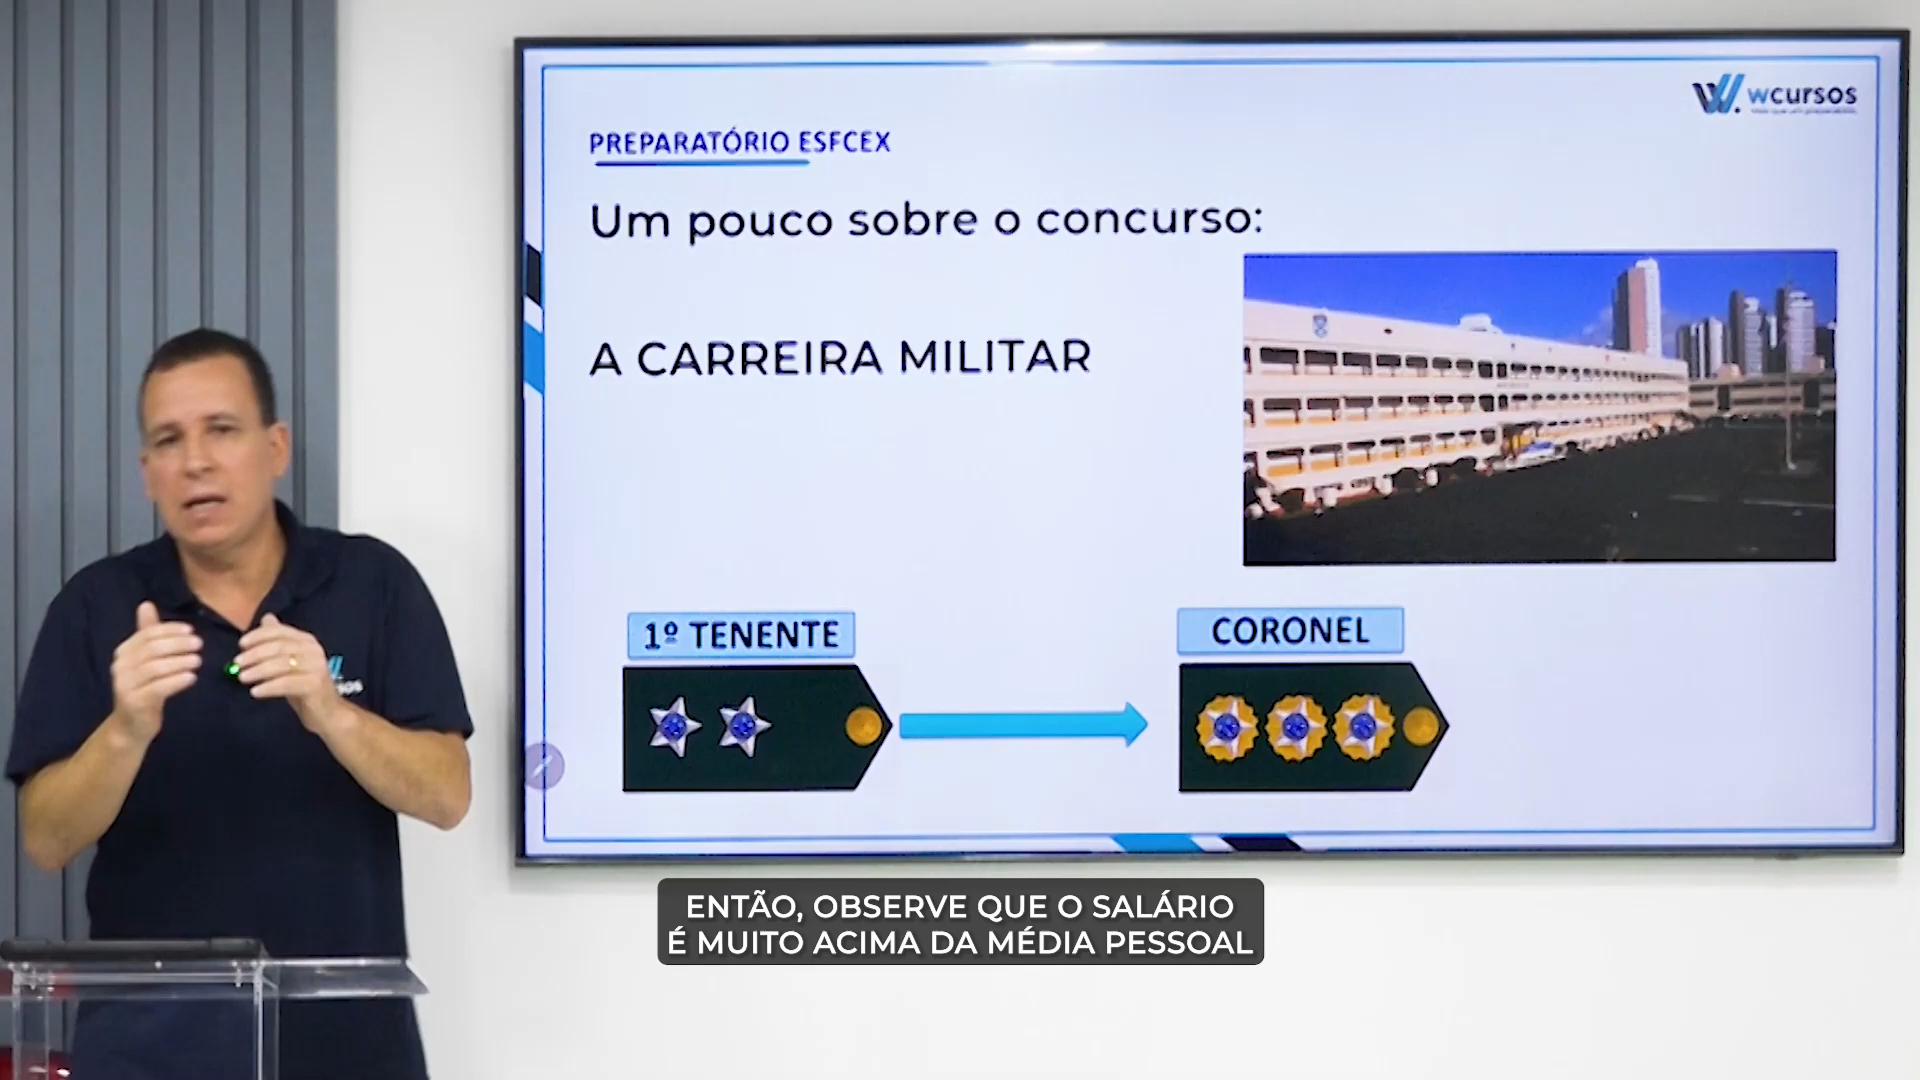 wcursos
PREPARATÓRIO ESFCEX
Um pouco sobre o concurso:
A CARREIRA MILITAR
1º TENENTE
CORONEL
ENTÃO, OBSERVE QUE O SALÁRIO
É MUITO ACIMA DA MÉDIA PESSOAL